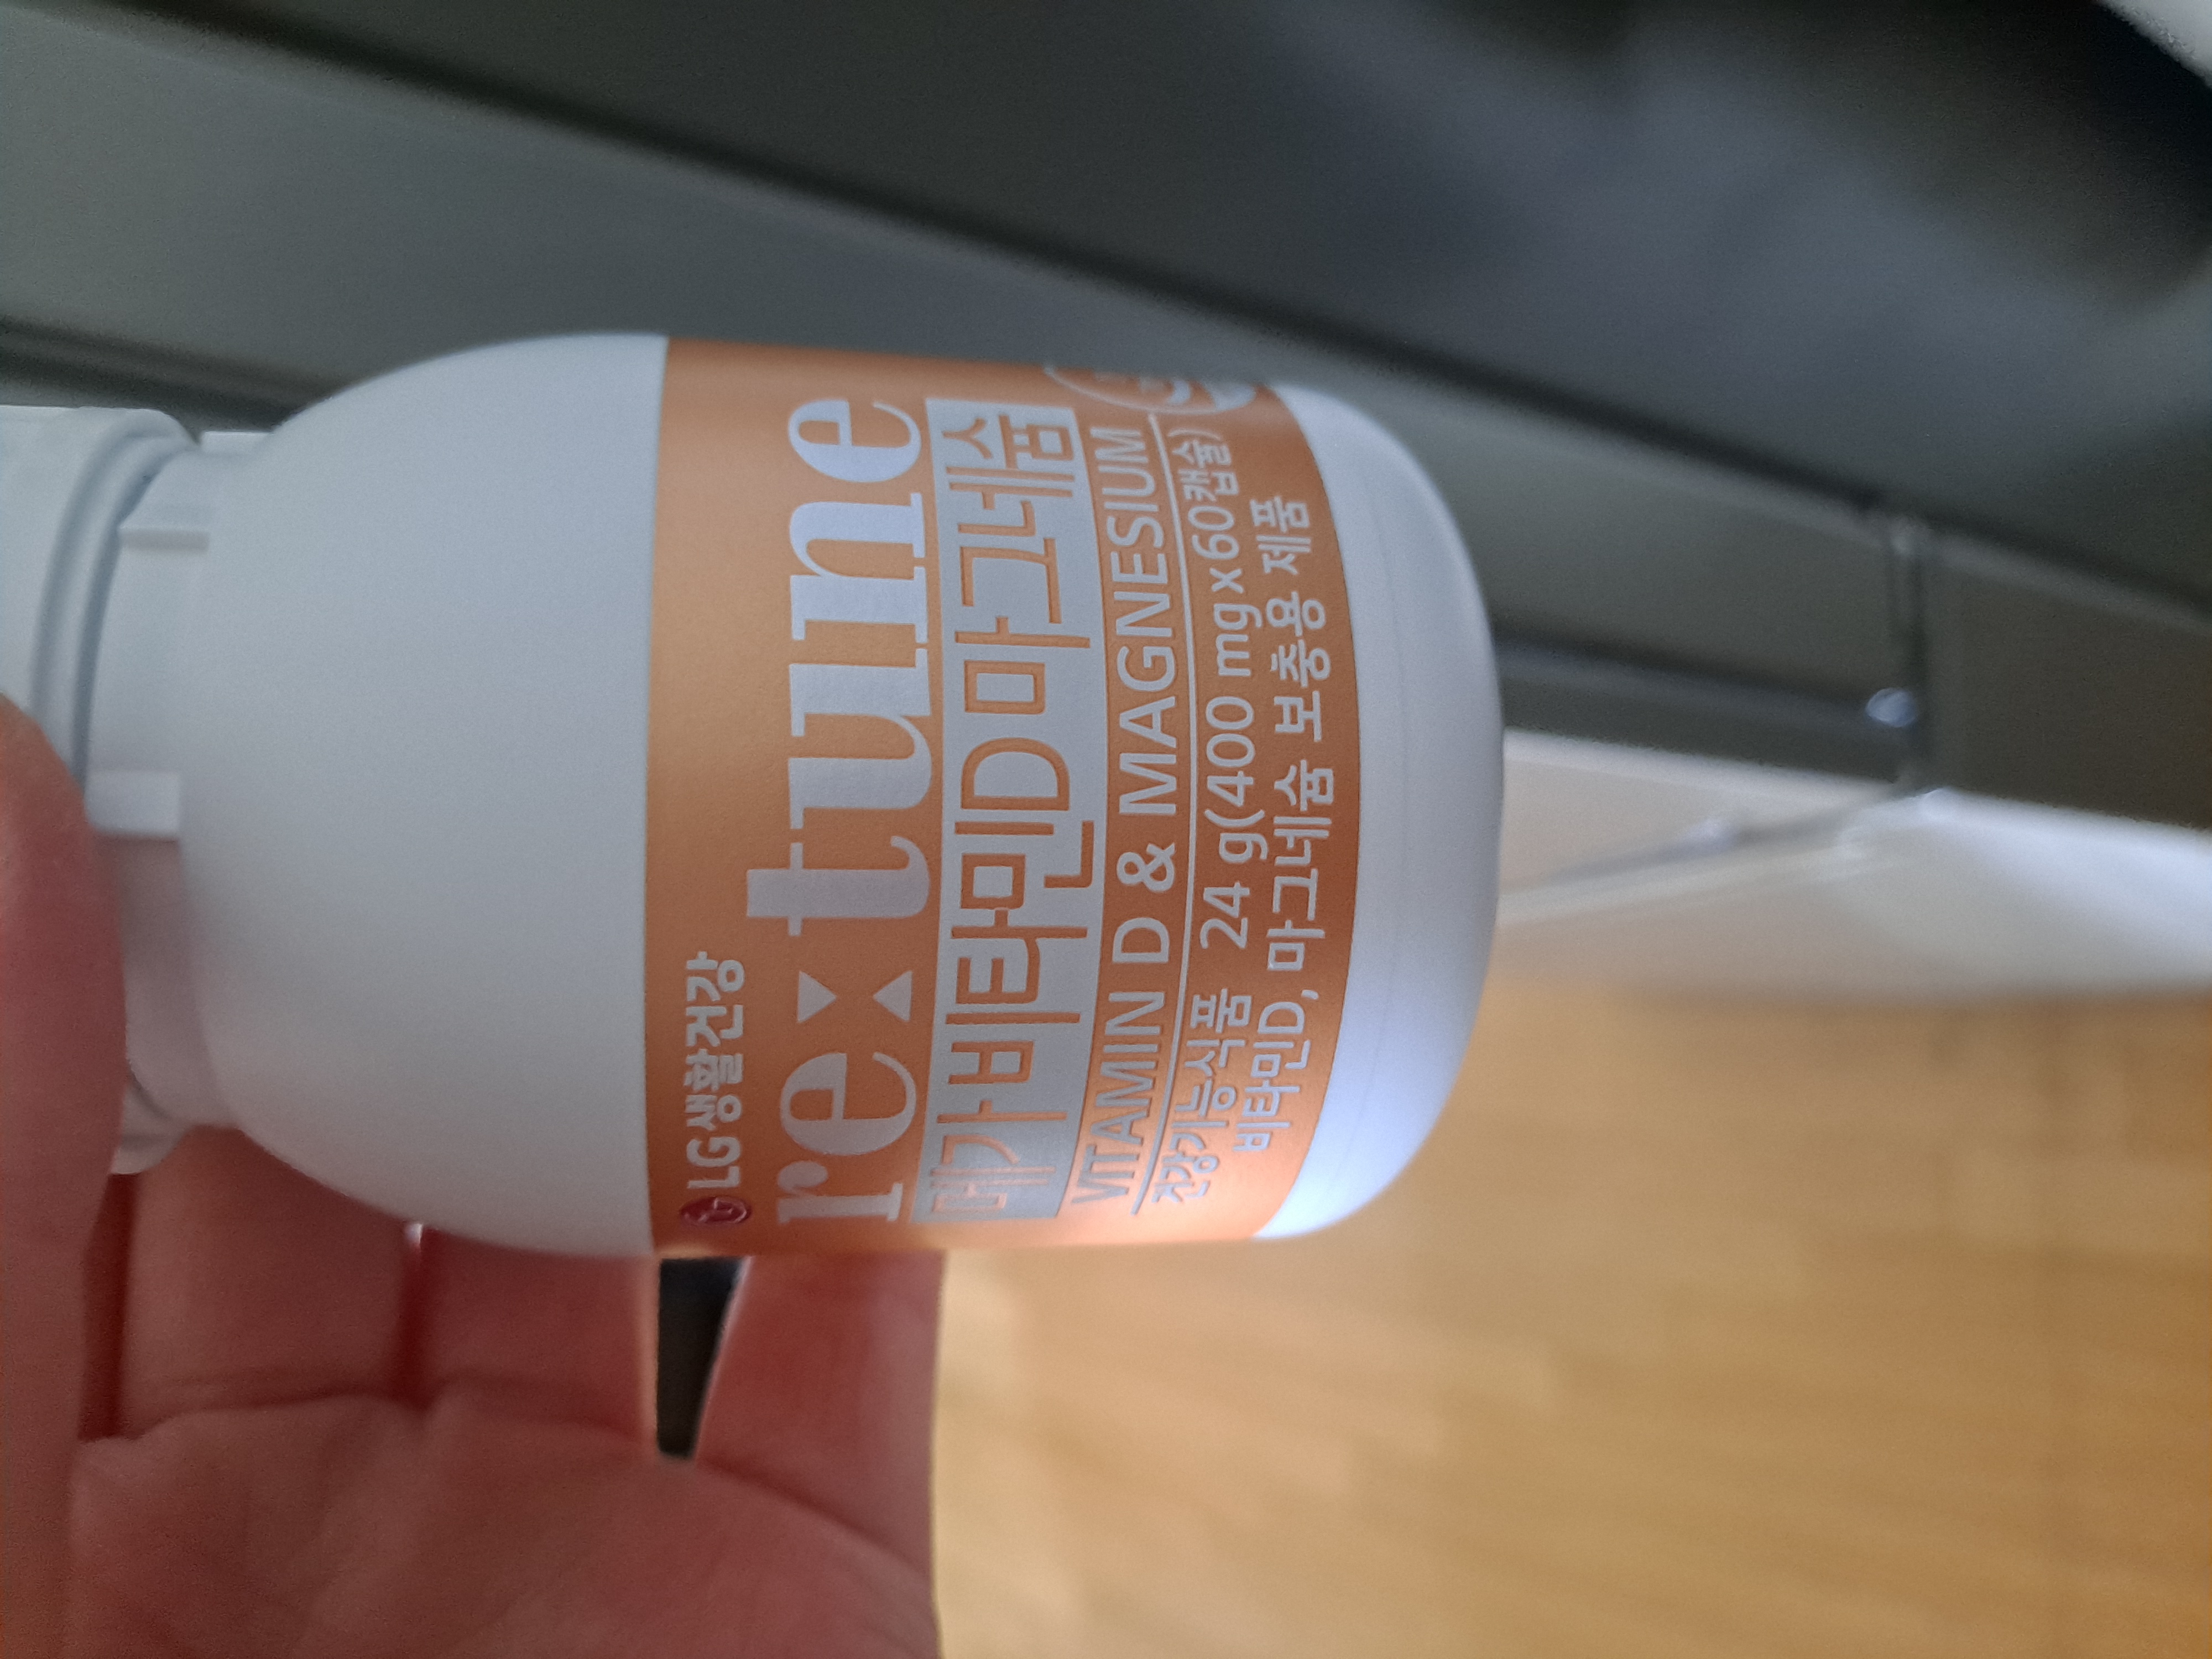 LG생활건강
re:tune
메가비타민D마그네슘
VITAMIN D & MAGNESIUM
건강기능식품 24 g(400 mg x 60캡슐)
비타민D, 마그네슘 보충용 제품